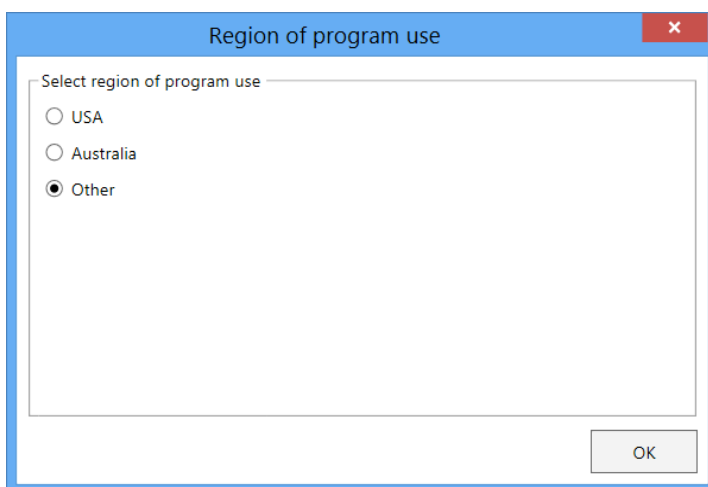 Region of program use
Select region of program use
USA
Australia
Other
OK